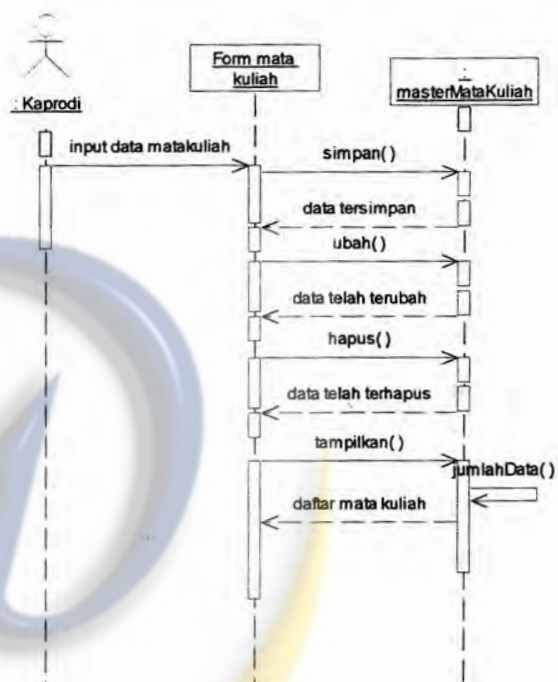 : Kaprodi
Form mata
kuliah
:
masterMataKuliah
input data matakuliah
simpan()
data tersimpan
ubah()
data telah terubah
hapus()
data telah terhapus
tampilkan()
jumlahData()
daftar mata kuliah